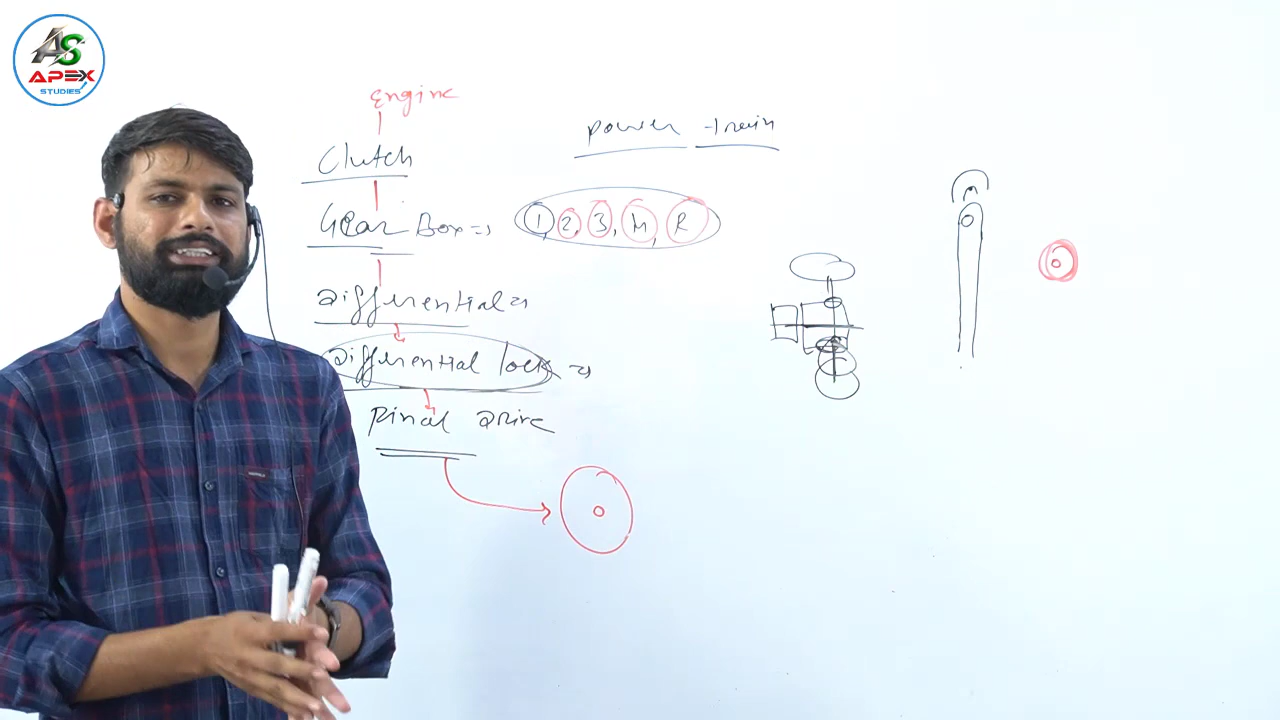 AS
APEX
STUDIES
Engine
Power train
Clutch
Gear Box ⇒ 1, 2, 3, M, R
Differential ⇒
Differential lock ⇒
Final Drive